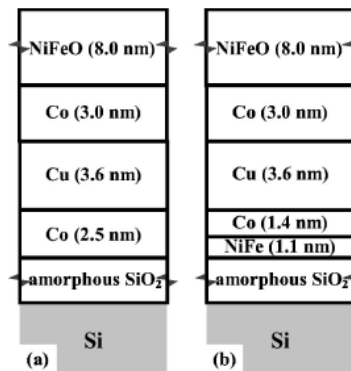 NiFeO (8.0 nm)
Co (3.0 nm)
Cu (3.6 nm)
Co (2.5 nm)
amorphous SiO₂
Si
(a)
NiFeO (8.0 nm)
Co (3.0 nm)
Cu (3.6 nm)
Co (1.4 nm)
NiFe (1.1 nm)
amorphous SiO₂
Si
(b)